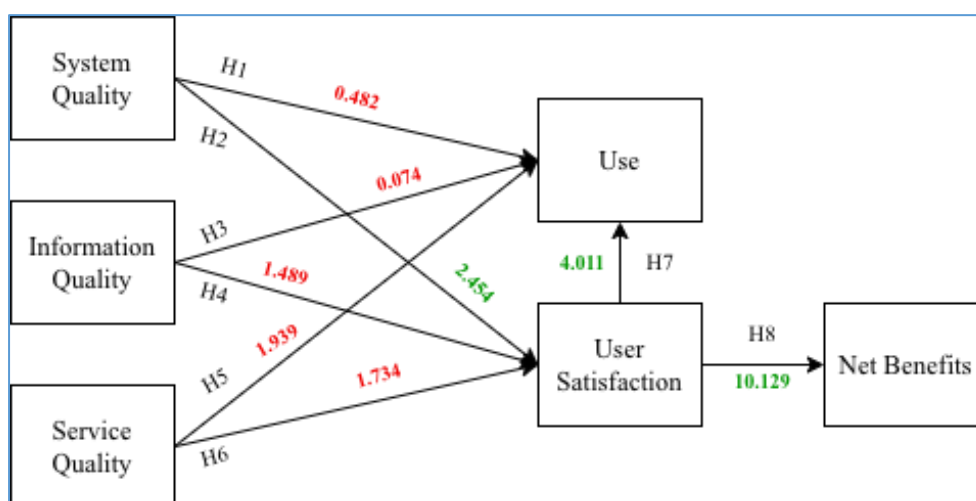 System
Quality
H1
0.482
H2
Use
0.074
Information
Quality
H3
1.489
H4
2.454
4.011
H7
1.939
User
Satisfaction
H8
10.129
Net Benefits
H5
1.734
Service
Quality
H6